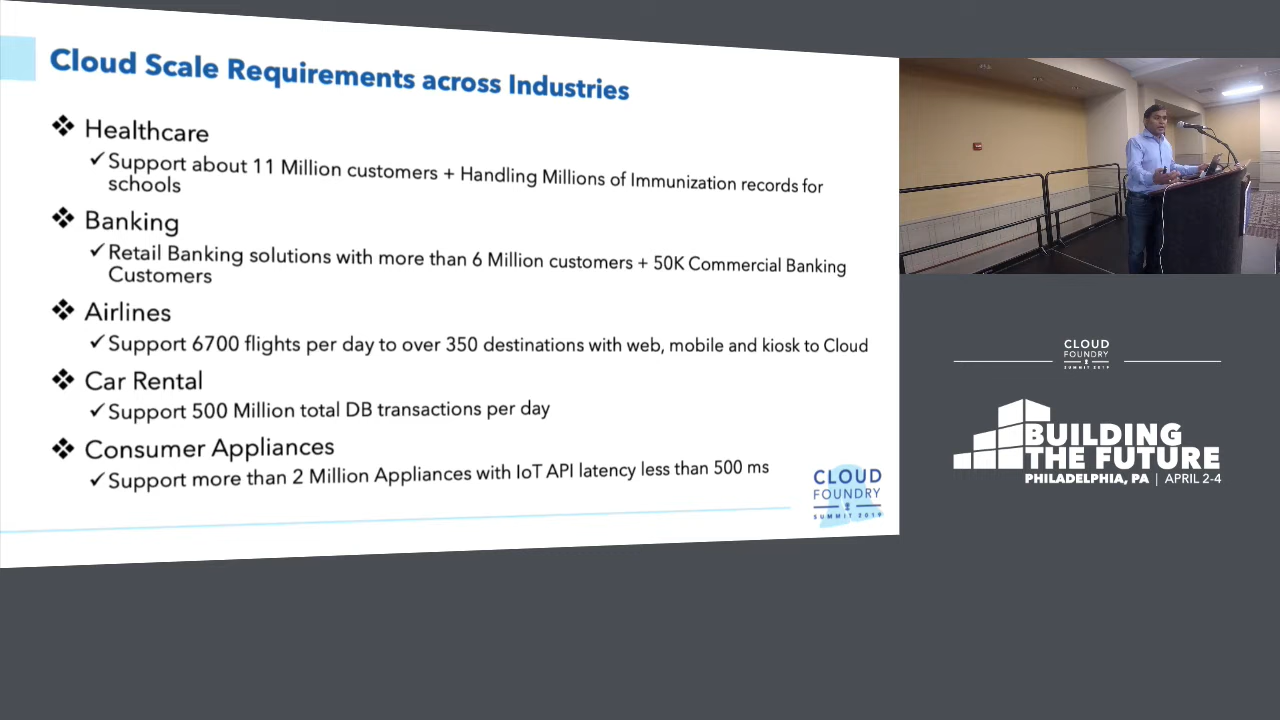 Cloud Scale Requirements across Industries
❖ Healthcare
✓Support about 11 Million customers + Handling Millions of Immunization records for
schools
❖ Banking
✓Retail Banking solutions with more than 6 Million customers + 50K Commercial Banking
Customers
❖ Airlines
✓Support 6700 flights per day to over 350 destinations with web, mobile and kiosk to Cloud
❖ Car Rental
✓Support 500 Million total DB transactions per day
❖ Consumer Appliances
✓Support more than 2 Million Appliances with IoT API latency less than 500 ms
CLOUD
FOUNDRY
SUMMIT 2019
CLOUD
FOUNDRY
SUMMIT 2019
BUILDING
THE FUTURE
PHILADELPHIA, PA | APRIL 2-4